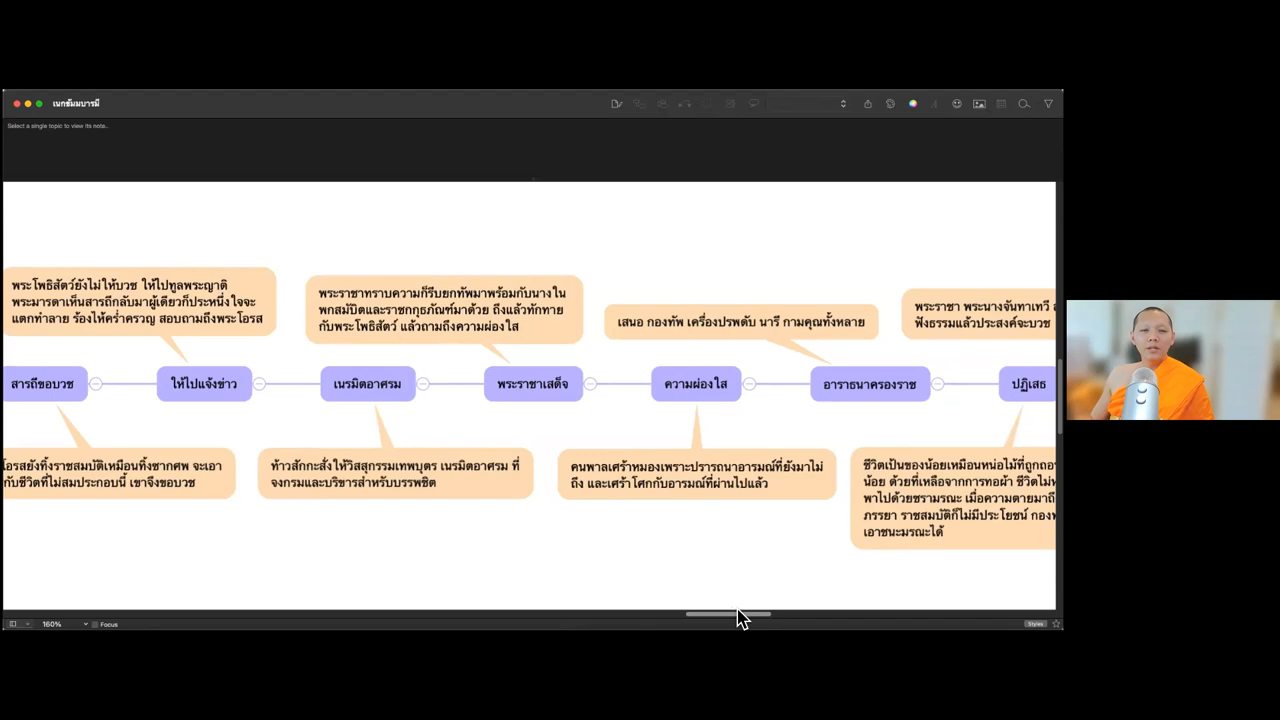 เนกขัมมบารมี
Select a single topic to view its note..
พระโพธิสัตว์ยังไม่ให้บวช ให้ไปทูลพระญาติ
พระมารดาเห็นสารถีกลับมาผู้เดียวก็ประหนึ่งใจจะ
แตกทำลาย ร้องไห้คร่ำครวญ สอบถามถึงพระโอรส
พระราชาทราบความก็รีบยกทัพมาพร้อมกับนางใน
พกสมบัติและราชกกุธภัณฑ์มาด้วย ถึงแล้วทักทาย
กับพระโพธิสัตว์ แล้วถามถึงความผ่องใส
เสนอ กองทัพ เครื่องปรพดับ นารี กามคุณทั้งหลาย
พระราชา พระนางจันทาเทวี
ฟังธรรมแล้วประสงค์จะบวช
สารถีขอบวช
ให้ไปแจ้งข่าว
เนรมิตอาศรม
พระราชาเสด็จ
ความผ่องใส
อาราธนาครองราช
ปฏิเสธ
โอรสยังทิ้งราชสมบัติเหมือนทิ้งซากศพ จะเอา
กับชีวิตที่ไม่สมประกอบนี้ เขาจึงขอบวช
ท้าวสักกะสั่งให้วิสสุกรรมเทพบุตร เนรมิตอาศรม ที่
จงกรมและบริขารสำหรับบรรพชิต
คนพาลเศร้าหมองเพราะปรารถนาอารมณ์ที่ยังมาไม่
ถึง และเศร้าโศกกับอารมณ์ที่ผ่านไปแล้ว
ชีวิตเป็นของน้อยเหมือนหน่อไม้ที่ถูกถอ
น้อย ด้วยที่เหลือจากการทอผ้า ชีวิตไม่ห
พาไปด้วยชรามรณะ เมื่อความตายมาถึ
ภรรยา ราชสมบัติก็ไม่มีประโยชน์ กองท
เอาชนะมรณะได้
160%
Focus
Styles